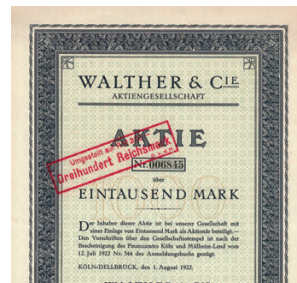 WALTHER & CIE.
AKTIENGESELLSCHAFT
AKTIE
Umgestellt auf
Dreihundert Reichsmark
Nr. 006845
über
EINTAUSEND MARK
Der Inhaber dieser Aktie ist bei unserer Gesellschaft mit
einer Einlage von Eintausend Mark als Aktionär beteiligt.
Den Vorschriften über das Gesellschaftsstempel ist nach der
Bescheinigung des Finanzamtes Köln und Mülheim-Land vom
12. Juli 1922 Nr. 544 des Anmeldungsbuchs genügt.
KÖLN-DELLBRÜCK, den 1. August 1922.